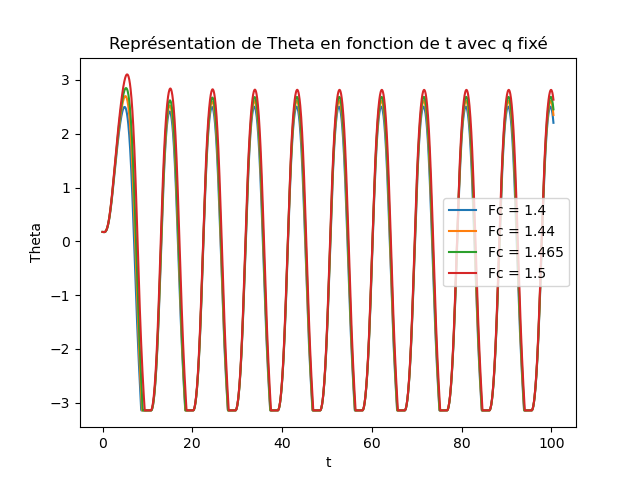 Représentation de Theta en fonction de t avec q fixé
3
2
1
0
−1
−2
−3
Theta
Fc = 1.4
Fc = 1.44
Fc = 1.465
Fc = 1.5
0 20 40 60 80 100
t